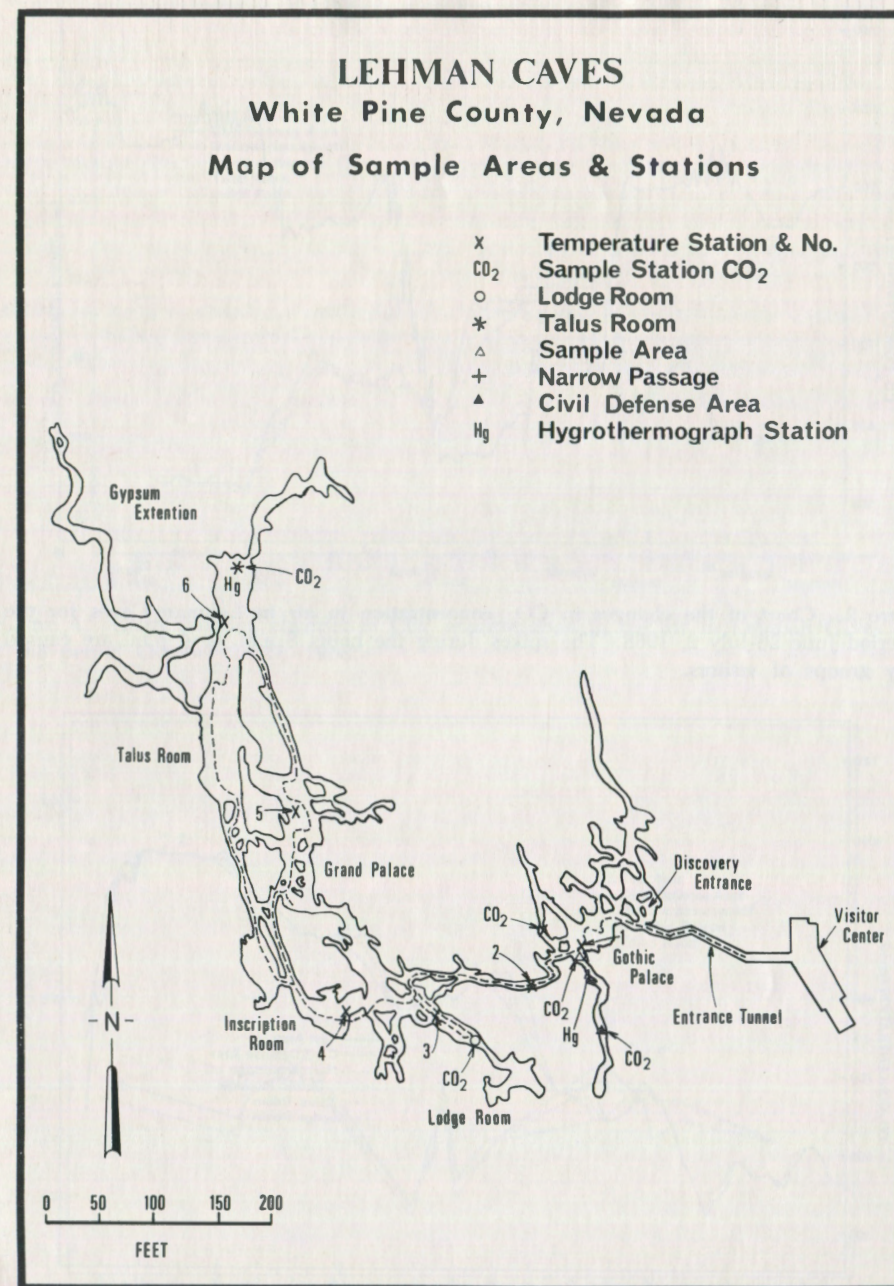 LEHMAN CAVES
White Pine County, Nevada
Map of Sample Areas & Stations
x Temperature Station & No.
CO2 Sample Station CO2
Lodge Room
* Talus Room
△ Sample Area
+ Narrow Passage
▲ Civil Defense Area
Hg Hygrothermograph Station
Gypsum
Extention
6
Hg
* CO2
x
Talus Room
5
x
Grand Palace
Discovery
Entrance
Visitor
Center
CO2
1
2
Gothic
Palace
x
CO2
Hg
Entrance Tunnel
CO2
Inscription
Room
4
x
3
x
CO2
Lodge Room
-N-
0 50 100 150 200
FEET